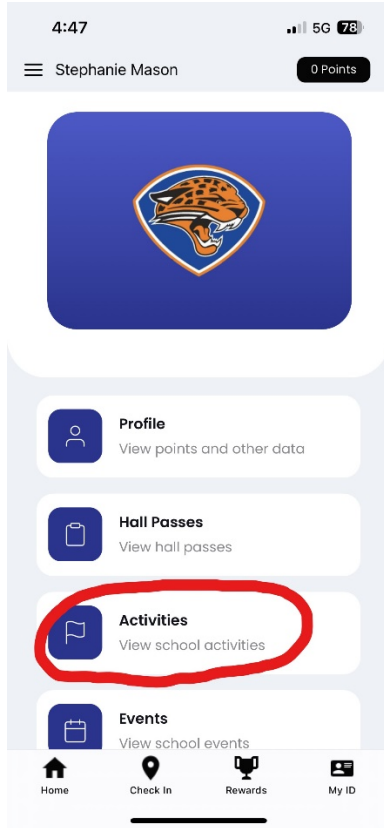 4:47 5G 78
Stephanie Mason 0 Points
Profile
View points and other data
Hall Passes
View hall passes
Activities
View school activities
Events
View school events
Home Check In Rewards My ID